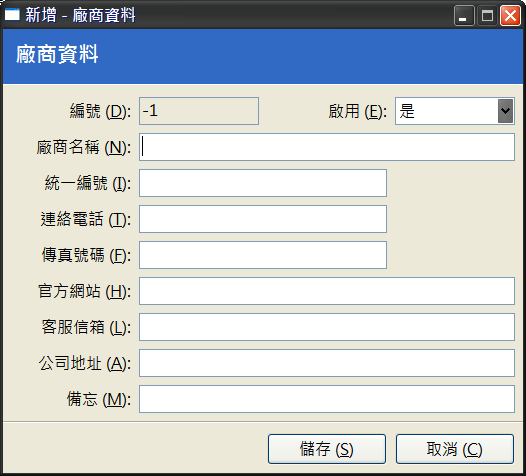 新增 - 廠商資料
廠商資料
編號 (D): -1 啟用 (E): 是
廠商名稱 (N):
統一編號 (I):
連絡電話 (T):
傳真號碼 (F):
官方網站 (H):
客服信箱 (L):
公司地址 (A):
備忘 (M):
儲存 (S) 取消 (C)